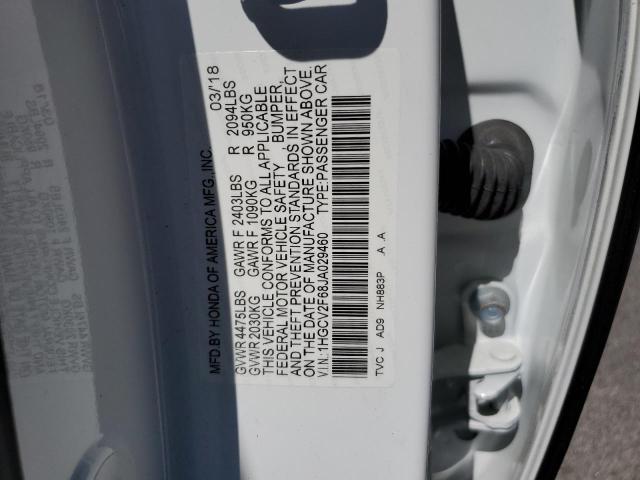 MFD.BY HONDA OF AMERICA MFG.,INC. 03/18
GVWR 4475LBS GAWR F 2403LBS R 2094LBS
GVWR 2030KG GAWR F 1090KG R 950KG
THIS VEHICLE CONFORMS TO ALL APPLICABLE
FEDERAL MOTOR VEHICLE SAFETY, BUMPER,
AND THEFT PREVENTION STANDARDS IN EFFECT
ON THE DATE OF MANUFACTURE SHOWN ABOVE.
V.I.N.:1HGCV2F68JA029460 TYPE:PASSENGER CAR
TVC J AD9 NH883P A .A